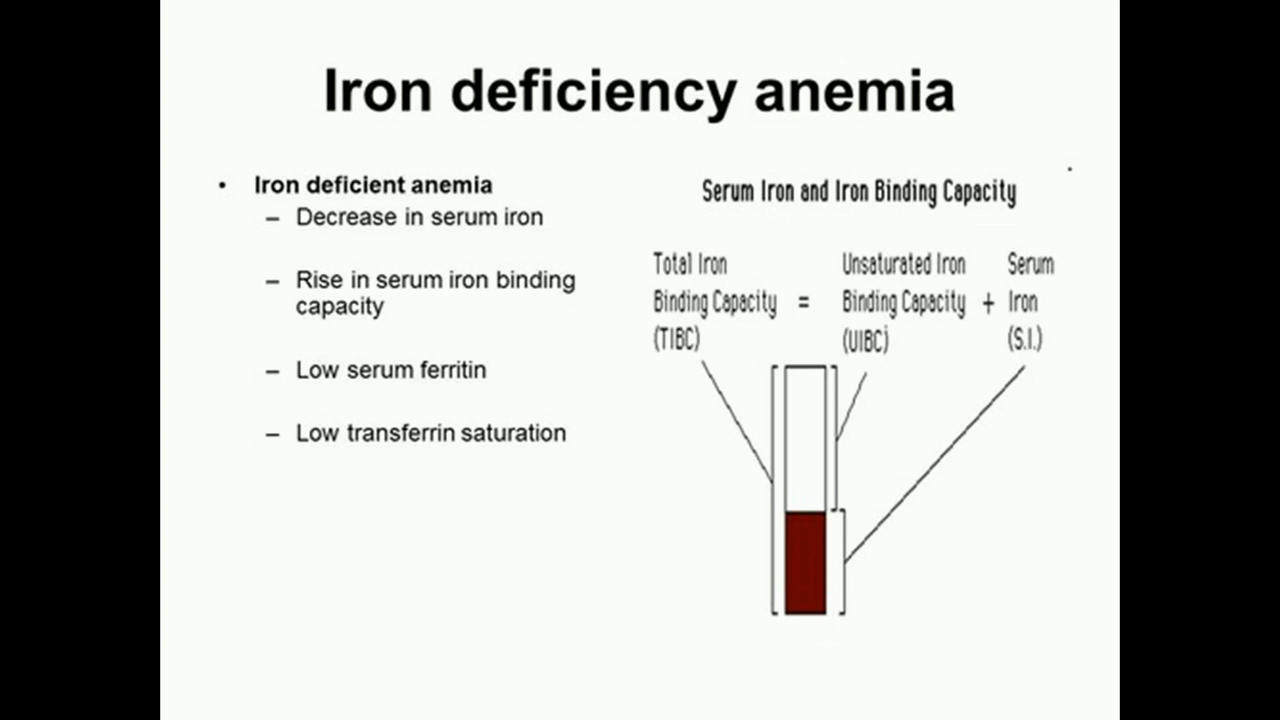 Iron deficiency anemia
• Iron deficient anemia
– Decrease in serum iron
– Rise in serum iron binding
capacity
– Low serum ferritin
– Low transferrin saturation
Serum Iron and Iron Binding Capacity
Total Iron
Binding Capacity
(TIBC)
=
Unsaturated Iron
Binding Capacity
(UIBC)
+
Serum
Iron
(S.I.)